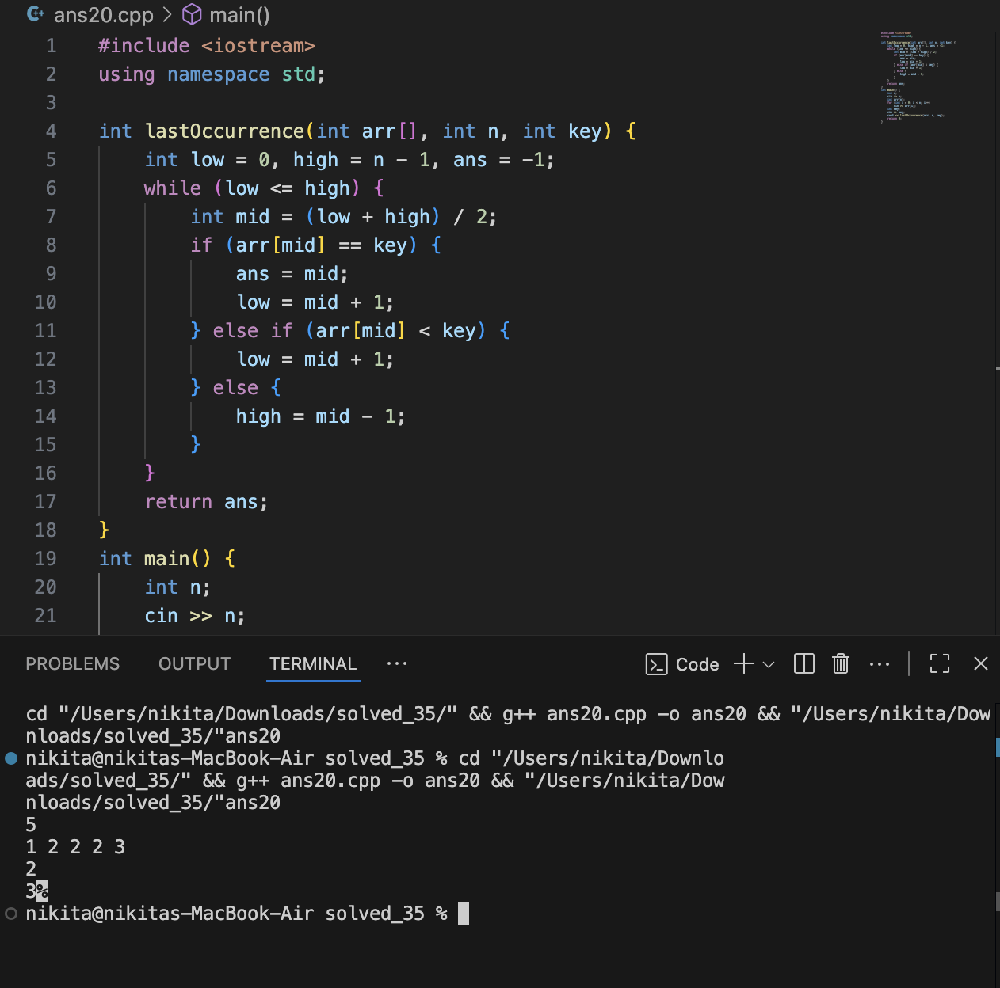 ans20.cpp > main()
1 #include <iostream>
2 using namespace std;
3
4 int lastOccurrence(int arr[], int n, int key) {
5 int low = 0, high = n - 1, ans = -1;
6 while (low <= high) {
7 int mid = (low + high) / 2;
8 if (arr[mid] == key) {
9 ans = mid;
10 low = mid + 1;
11 } else if (arr[mid] < key) {
12 low = mid + 1;
13 } else {
14 high = mid - 1;
15 }
16 }
17 return ans;
18 }
19 int main() {
20 int n;
21 cin >> n;
PROBLEMS OUTPUT TERMINAL ··· Code
cd "/Users/nikita/Downloads/solved_35/" && g++ ans20.cpp -o ans20 && "/Users/nikita/Dow
nloads/solved_35/"ans20
nikita@nikitas-MacBook-Air solved_35 % cd "/Users/nikita/Downlo
ads/solved_35/" && g++ ans20.cpp -o ans20 && "/Users/nikita/Dow
nloads/solved_35/"ans20
5
1 2 2 2 3
2
3%
nikita@nikitas-MacBook-Air solved_35 %